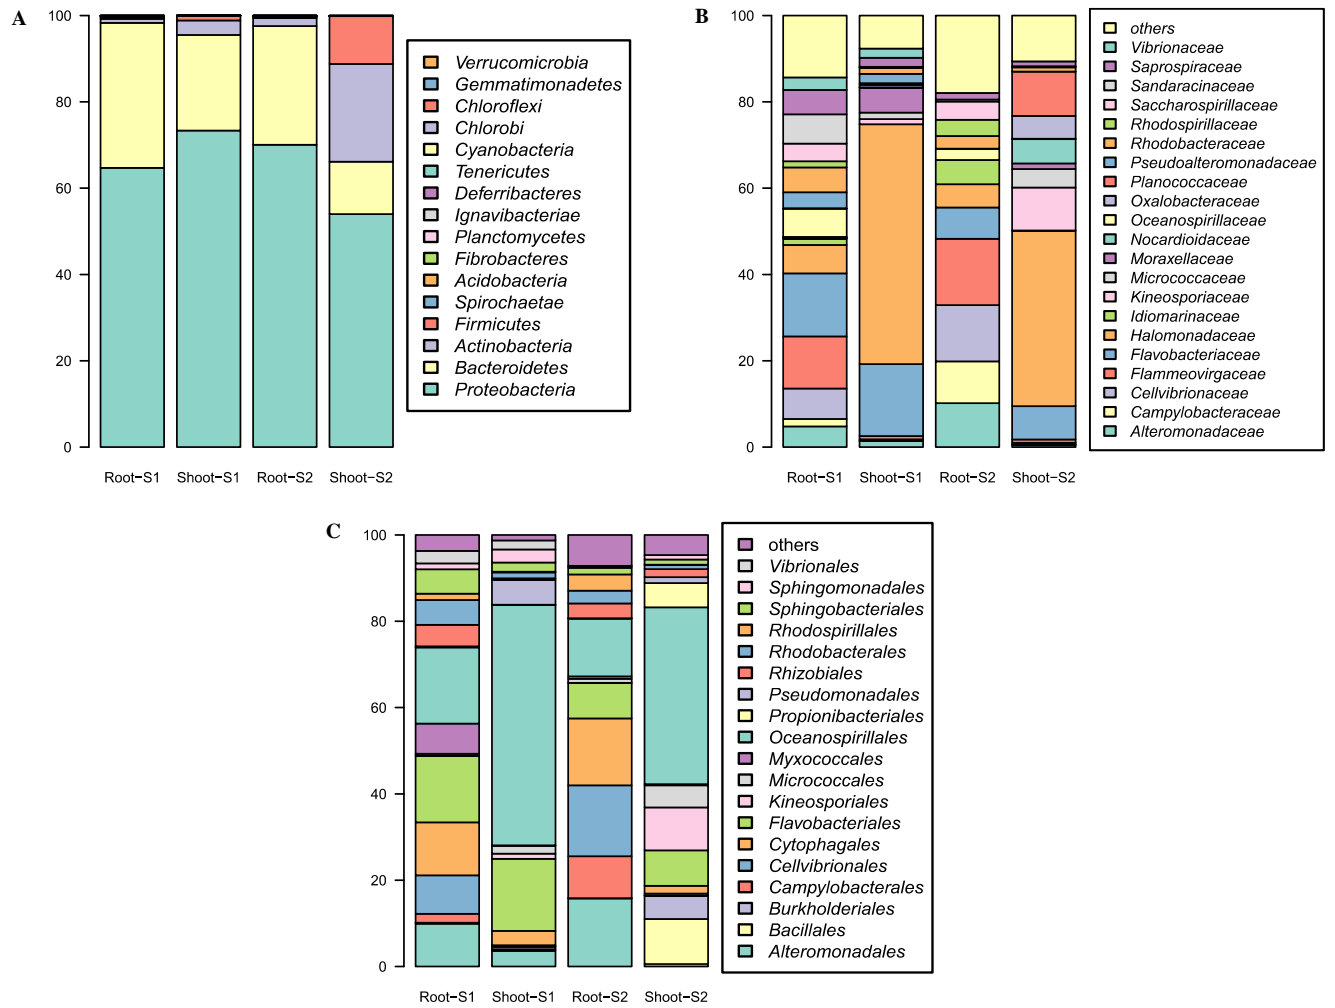 A
100
80
60
40
20
0
Root−S1
Shoot−S1
Root−S2
Shoot−S2
Verrucomicrobia
Gemmatimonadetes
Chloroflexi
Chlorobi
Cyanobacteria
Tenericutes
Deferribacteres
Ignavibacteriae
Planctomycetes
Fibrobacteres
Acidobacteria
Spirochaetae
Firmicutes
Actinobacteria
Bacteroidetes
Proteobacteria
B
100
80
60
40
20
0
Root−S1
Shoot−S1
Root−S2
Shoot−S2
others
Vibrionaceae
Saprospiraceae
Sandaracinaceae
Saccharospirillaceae
Rhodospirillaceae
Rhodobacteraceae
Pseudoalteromonadaceae
Planococcaceae
Oxalobacteraceae
Oceanospirillaceae
Nocardioidaceae
Moraxellaceae
Micrococcaceae
Kineosporiaceae
Idiomarinaceae
Halomonadaceae
Flavobacteriaceae
Flammeovirgaceae
Cellvibrionaceae
Campylobacteraceae
Alteromonadaceae
C
100
80
60
40
20
0
Root−S1
Shoot−S1
Root−S2
Shoot−S2
others
Vibrionales
Sphingomonadales
Sphingobacteriales
Rhodospirillales
Rhodobacterales
Rhizobiales
Pseudomonadales
Propionibacteriales
Oceanospirillales
Myxococcales
Micrococcales
Kineosporiales
Flavobacteriales
Cytophagales
Cellvibrionales
Campylobacterales
Burkholderiales
Bacillales
Alteromonadales